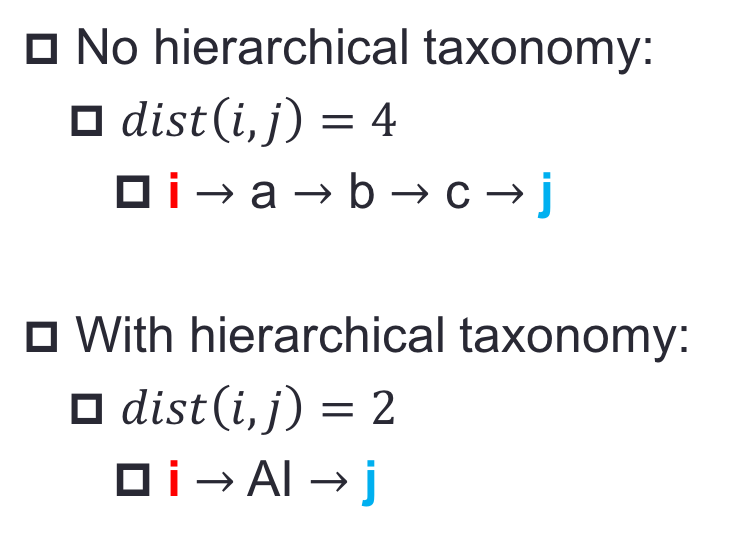 No hierarchical taxonomy:
dist(i,j) = 4
i → a → b → c → j
With hierarchical taxonomy:
dist(i,j) = 2
i → AI → j